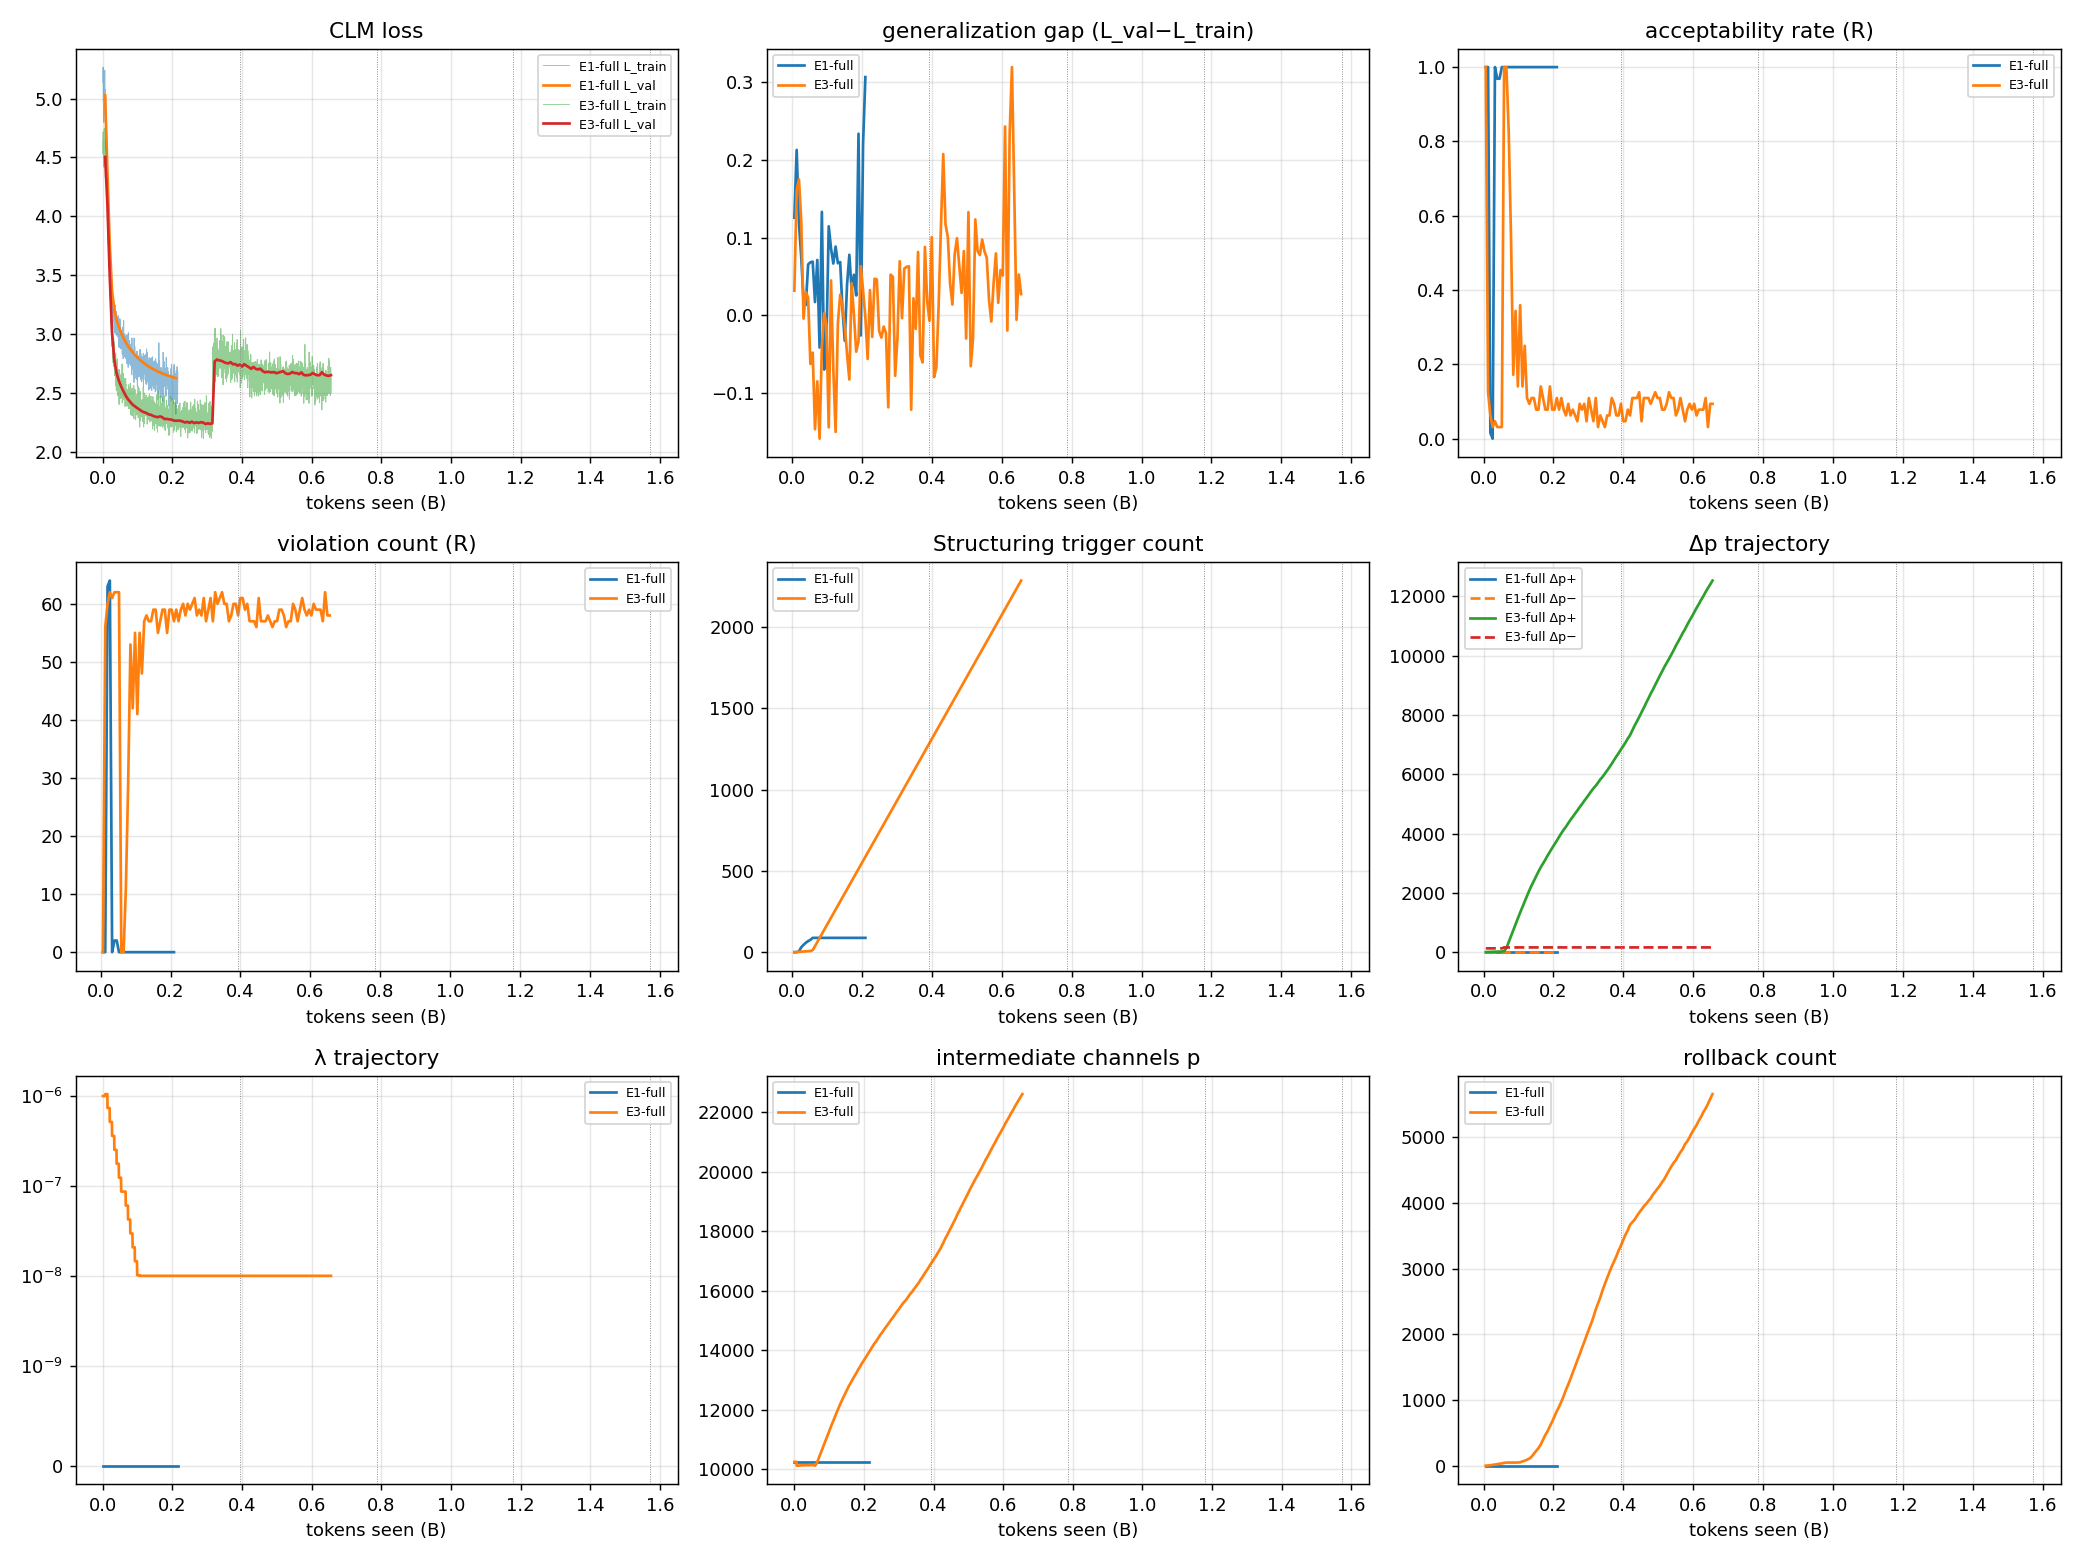 CLM loss
E1-full L_train
E1-full L_val
E3-full L_train
E3-full L_val
5.0
4.5
4.0
3.5
3.0
2.5
2.0
0.0 0.2 0.4 0.6 0.8 1.0 1.2 1.4 1.6
tokens seen (B)
generalization gap (L_val−L_train)
E1-full
E3-full
0.3
0.2
0.1
0.0
−0.1
0.0 0.2 0.4 0.6 0.8 1.0 1.2 1.4 1.6
tokens seen (B)
acceptability rate (R)
E1-full
E3-full
1.0
0.8
0.6
0.4
0.2
0.0
0.0 0.2 0.4 0.6 0.8 1.0 1.2 1.4 1.6
tokens seen (B)
violation count (R)
E1-full
E3-full
60
50
40
30
20
10
0
0.0 0.2 0.4 0.6 0.8 1.0 1.2 1.4 1.6
tokens seen (B)
Structuring trigger count
E1-full
E3-full
2000
1500
1000
500
0
0.0 0.2 0.4 0.6 0.8 1.0 1.2 1.4 1.6
tokens seen (B)
Δp trajectory
E1-full Δp+
E1-full Δp−
E3-full Δp+
E3-full Δp−
12000
10000
8000
6000
4000
2000
0
0.0 0.2 0.4 0.6 0.8 1.0 1.2 1.4 1.6
tokens seen (B)
λ trajectory
E1-full
E3-full
10⁻⁶
10⁻⁷
10⁻⁸
10⁻⁹
0
0.0 0.2 0.4 0.6 0.8 1.0 1.2 1.4 1.6
tokens seen (B)
intermediate channels p
E1-full
E3-full
22000
20000
18000
16000
14000
12000
10000
0.0 0.2 0.4 0.6 0.8 1.0 1.2 1.4 1.6
tokens seen (B)
rollback count
E1-full
E3-full
5000
4000
3000
2000
1000
0
0.0 0.2 0.4 0.6 0.8 1.0 1.2 1.4 1.6
tokens seen (B)